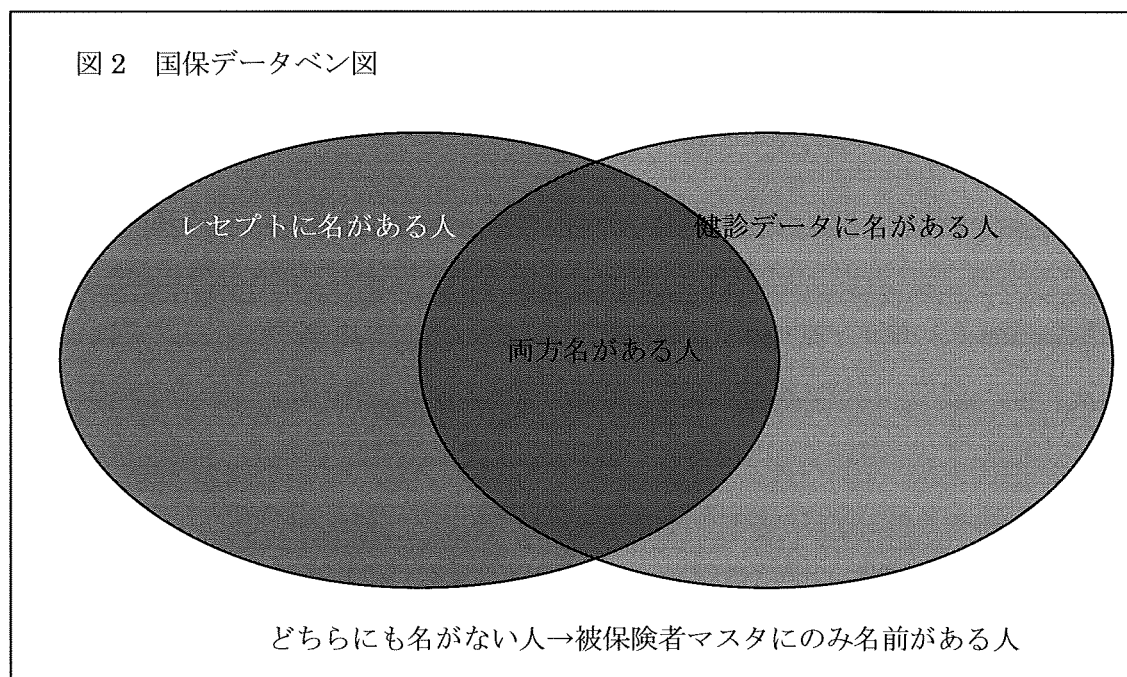 図2 国保データベン図
レセプトに名がある人
健診データに名がある人
両方名がある人
どちらにも名がない人→被保険者マスタにのみ名前がある人